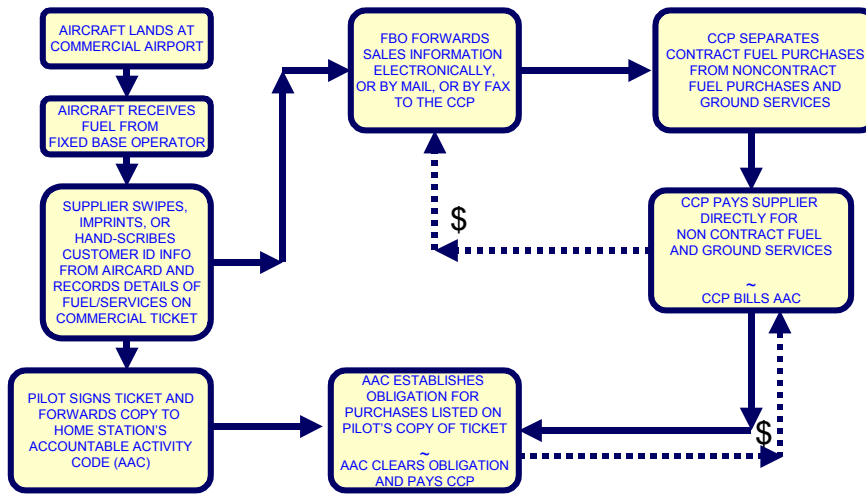 AIRCRAFT LANDS AT
COMMERCIAL AIRPORT
AIRCRAFT RECEIVES
FUEL FROM
FIXED BASE OPERATOR
SUPPLIER SWIPES,
IMPRINTS, OR
HAND-SCRIBES
CUSTOMER ID INFO
FROM AIRCARD AND
RECORDS DETAILS OF
FUEL/SERVICES ON
COMMERCIAL TICKET
PILOT SIGNS TICKET AND
FORWARDS COPY TO
HOME STATION'S
ACCOUNTABLE ACTIVITY
CODE (AAC)
FBO FORWARDS
SALES INFORMATION
ELECTRONICALLY,
OR BY MAIL, OR BY FAX
TO THE CCP
$
CCP SEPARATES
CONTRACT FUEL PURCHASES
FROM NONCONTRACT
FUEL PURCHASES AND
GROUND SERVICES
CCP PAYS SUPPLIER
DIRECTLY FOR
NON CONTRACT FUEL
AND GROUND SERVICES
~
CCP BILLS AAC
AAC ESTABLISHES
OBLIGATION FOR
PURCHASES LISTED ON
PILOT'S COPY OF TICKET
~
AAC CLEARS OBLIGATION
AND PAYS CCP
$